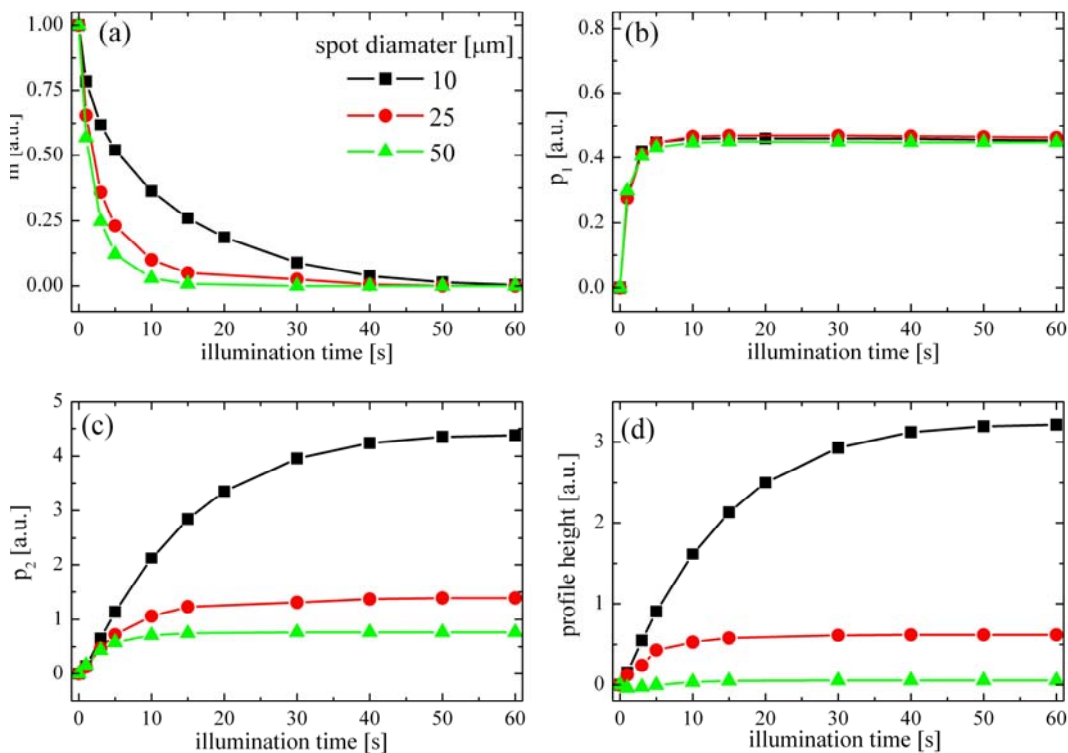 (a)
spot diamater [μm]
10
25
50
m [a.u.]
1.00
0.75
0.50
0.25
0.00
0 10 20 30 40 50 60
illumination time [s]
(b)
p₁ [a.u.]
0.8
0.6
0.4
0.2
0.0
0 10 20 30 40 50 60
illumination time [s]
(c)
p₂ [a.u.]
5
4
3
2
1
0
0 10 20 30 40 50 60
illumination time [s]
(d)
profile height [a.u.]
3
2
1
0
0 10 20 30 40 50 60
illumination time [s]